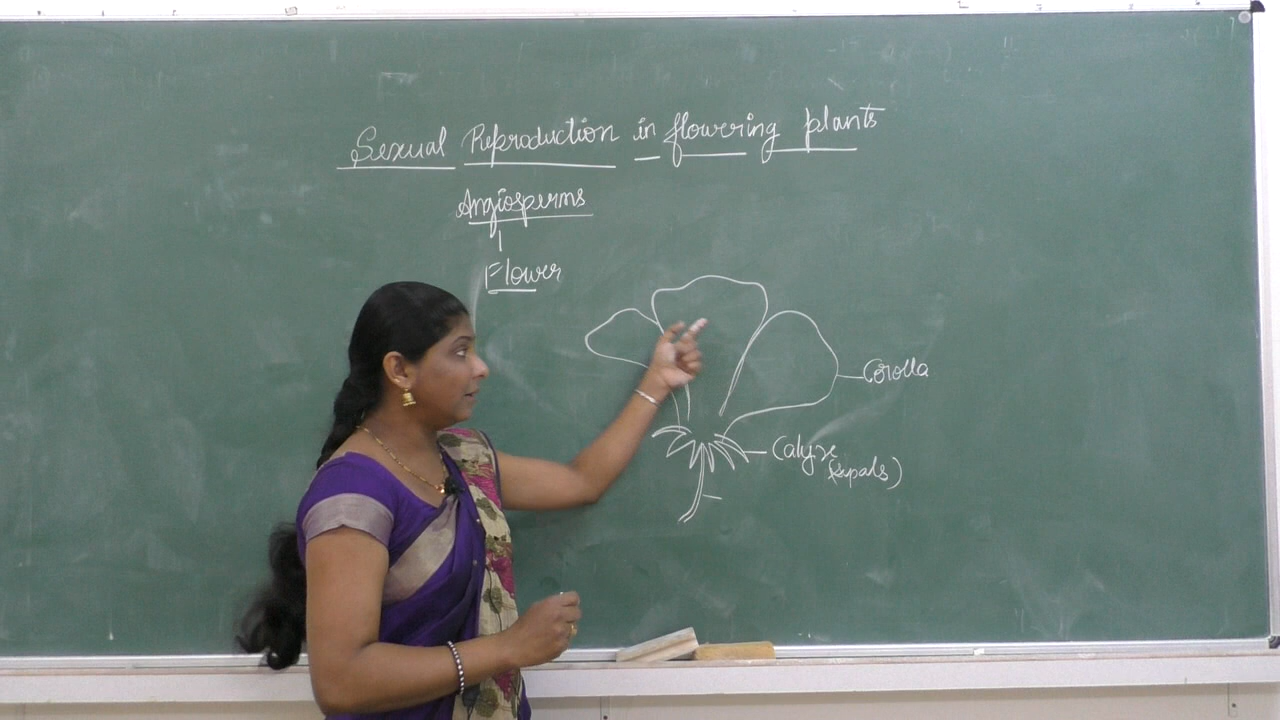 Sexual Reproduction in flowering plants
Angiosperms
Flower
Corolla
Calyx
(sepals)